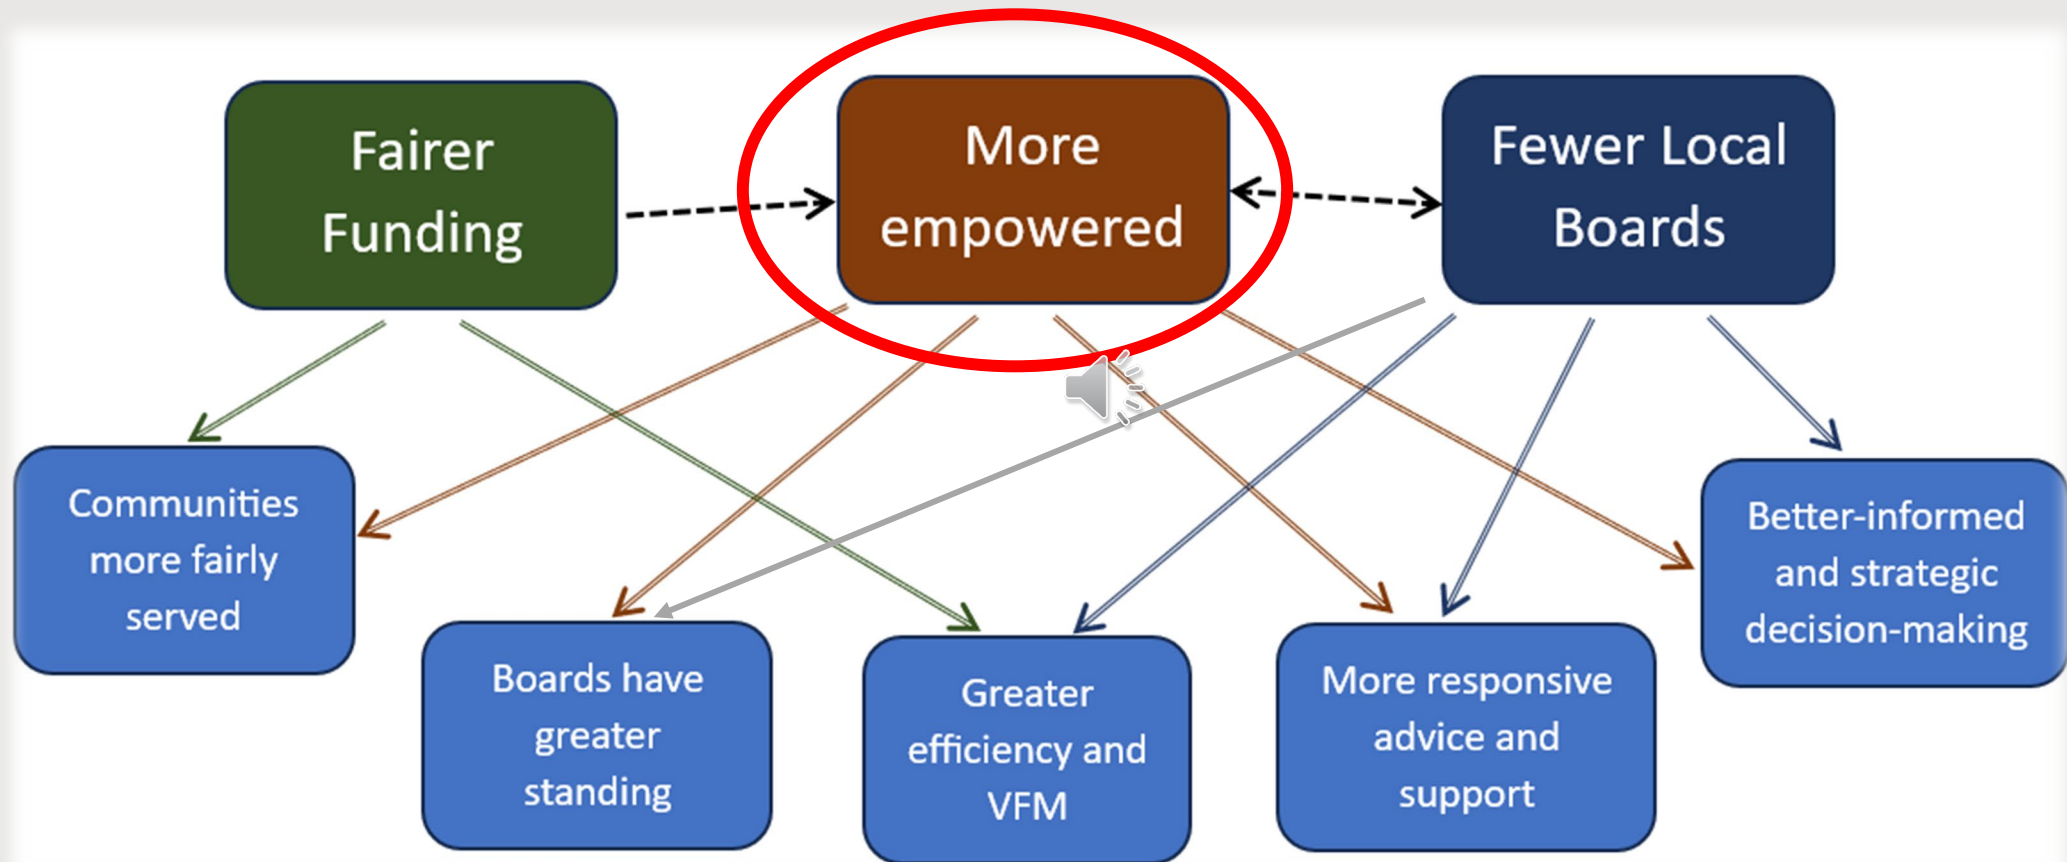 Fairer
Funding
More
empowered
Fewer Local
Boards
Communities
more fairly
served
Boards have
greater
standing
Greater
efficiency and
VFM
More responsive
advice and
support
Better-informed
and strategic
decision-making